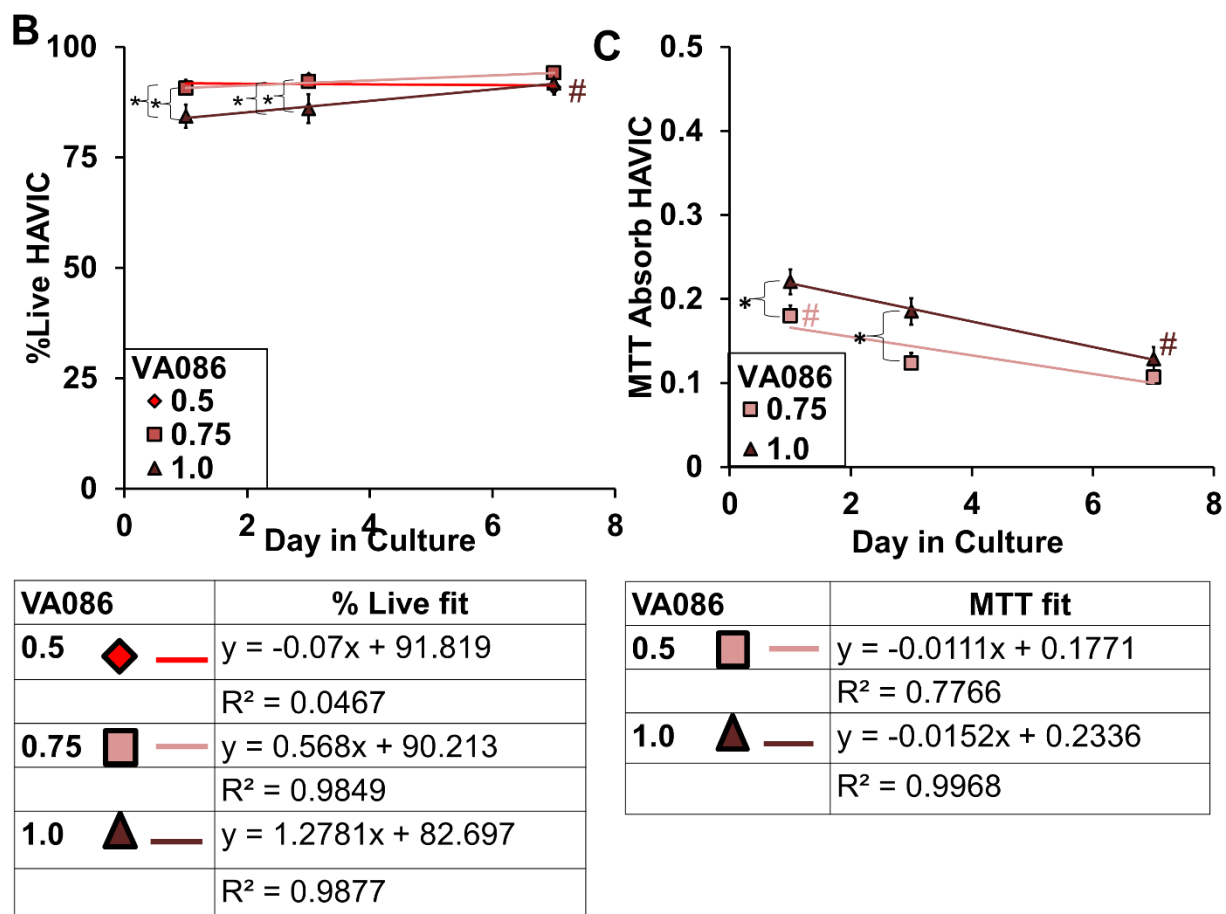 B
100
75
50
25
0
%Live HAVIC
* * * *
#
VA086
0.5
0.75
1.0
0 2 4 6 8
Day in Culture
C
0.5
0.4
0.3
0.2
0.1
0
MTT Absorb HAVIC
*
#
*
#
VA086
0.75
1.0
0 2 4 6 8
Day in Culture
VA086 % Live fit
0.5 y = -0.07x + 91.819
R² = 0.0467
0.75 y = 0.568x + 90.213
R² = 0.9849
1.0 y = 1.2781x + 82.697
R² = 0.9877
VA086 MTT fit
0.5 y = -0.0111x + 0.1771
R² = 0.7766
1.0 y = -0.0152x + 0.2336
R² = 0.9968